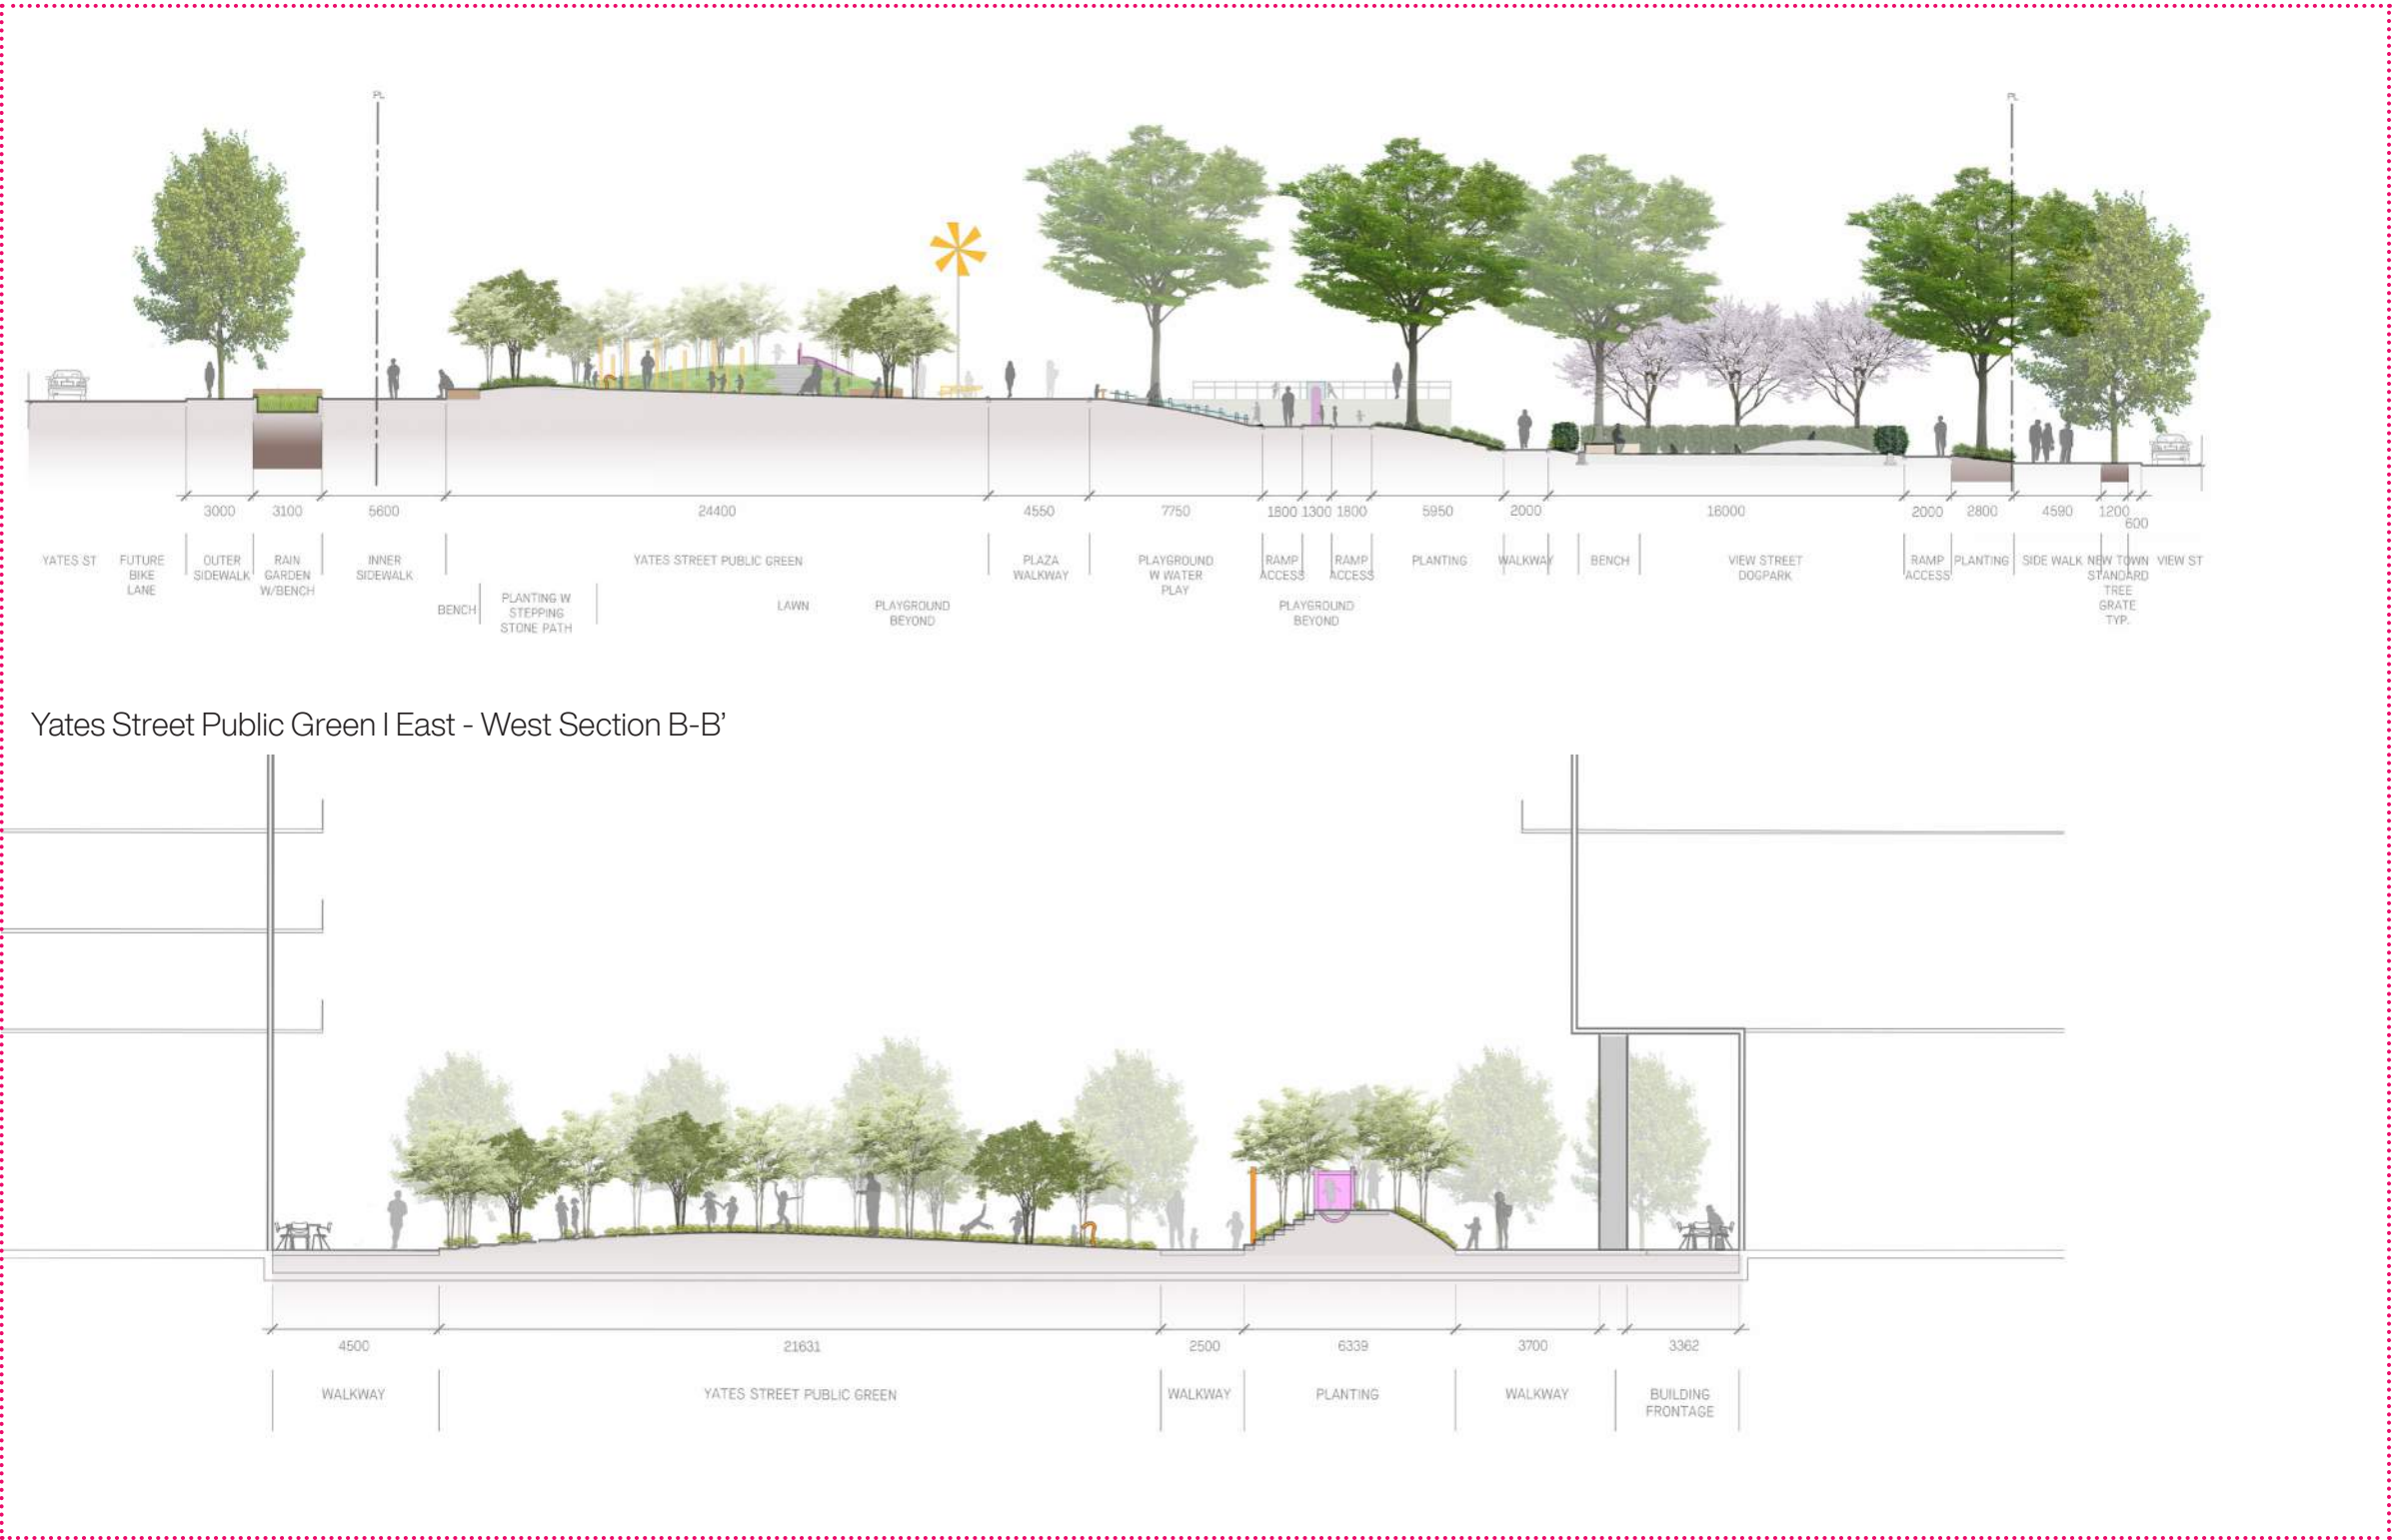 PL
PL
3000
3100
5600
24400
4550
7750
1800
1300
1800
5950
2000
16000
2000
2800
4590
1200
600
YATES ST
FUTURE
BIKE
LANE
OUTER
SIDEWALK
RAIN
GARDEN
W/BENCH
INNER
SIDEWALK
YATES STREET PUBLIC GREEN
PLAZA
WALKWAY
PLAYGROUND
W WATER
PLAY
RAMP
ACCESS
RAMP
ACCESS
PLANTING
WALKWAY
BENCH
VIEW STREET
DOGPARK
RAMP
ACCESS
PLANTING
SIDE WALK
NEW TOWN
STANDARD
TREE
GRATE
TYP.
VIEW ST
BENCH
PLANTING W
STEPPING
STONE PATH
LAWN
PLAYGROUND
BEYOND
PLAYGROUND
BEYOND
Yates Street Public Green I East - West Section B-B’
4500
21631
2500
6339
3700
3362
WALKWAY
YATES STREET PUBLIC GREEN
WALKWAY
PLANTING
WALKWAY
BUILDING
FRONTAGE